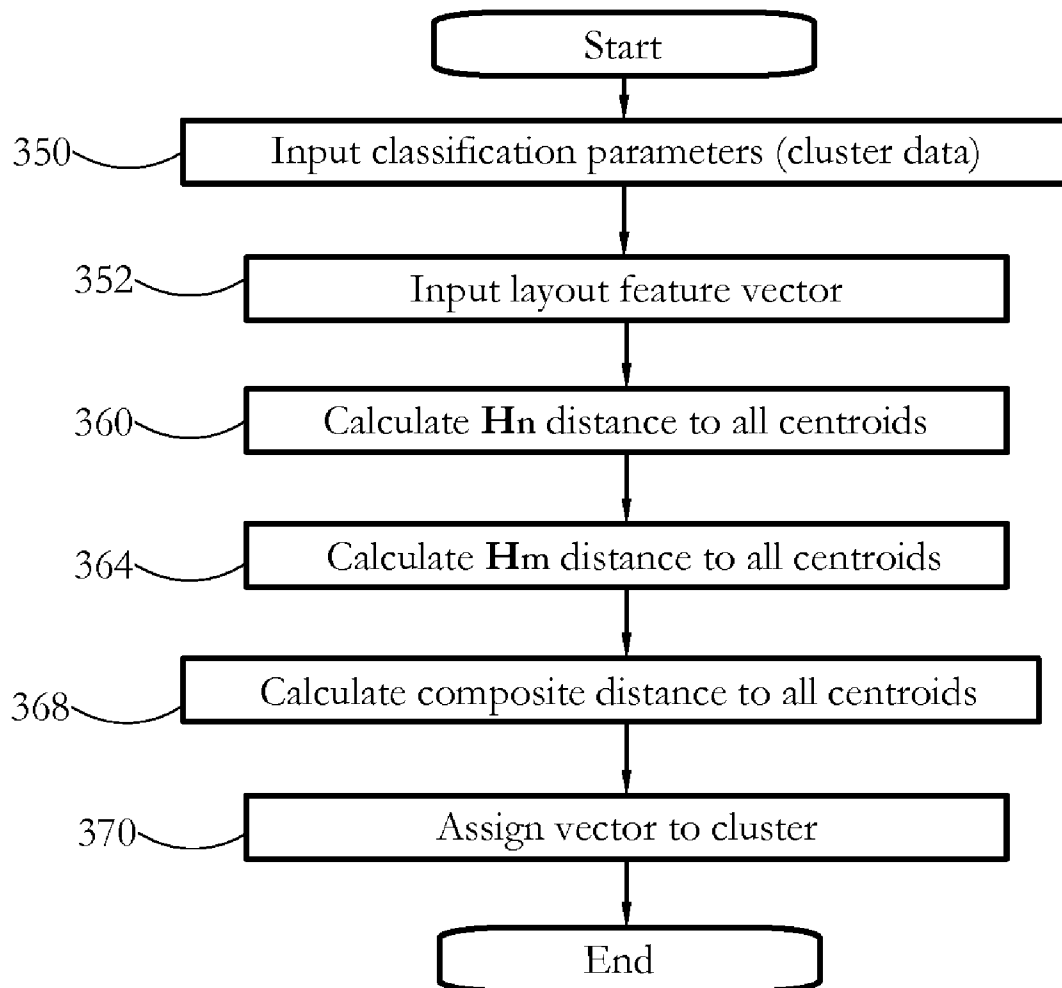 Start
350 Input classification parameters (cluster data)
352 Input layout feature vector
360 Calculate Hn distance to all centroids
364 Calculate Hm distance to all centroids
368 Calculate composite distance to all centroids
370 Assign vector to cluster
End